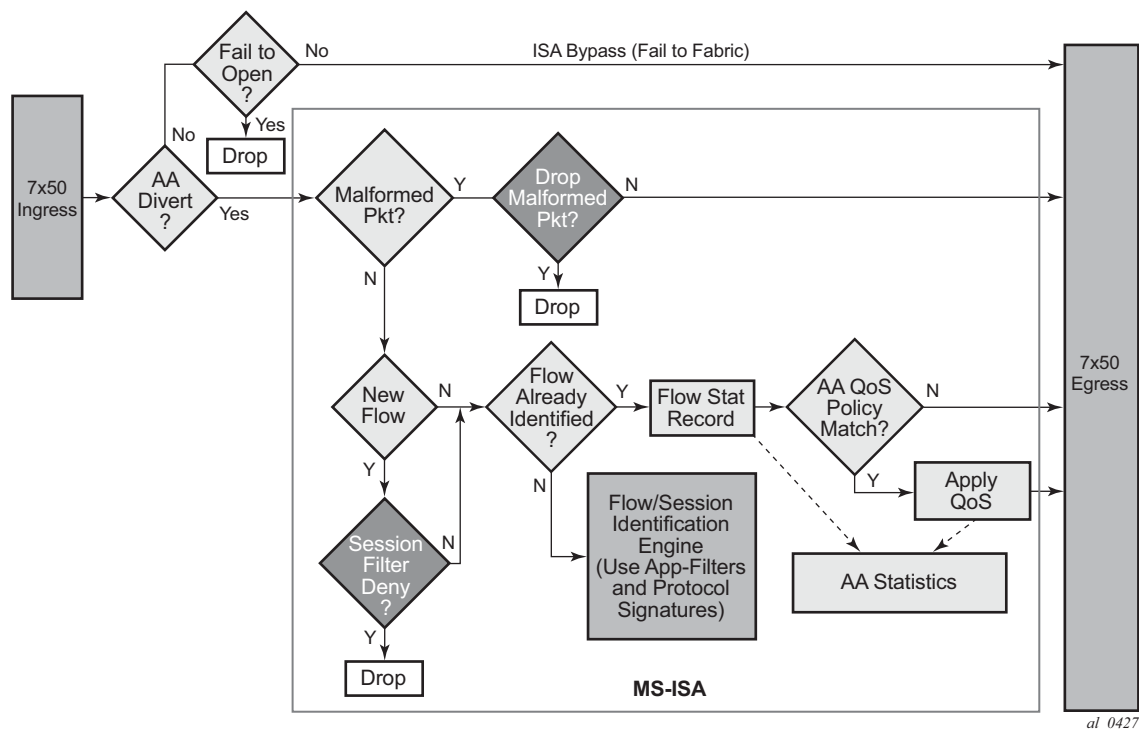 Fail to
Open
?
No
ISA Bypass (Fail to Fabric)
Yes
Drop
No
7x50
Ingress
AA
Divert
?
Yes
Malformed
Pkt?
Y
Drop
Malformed
Pkt?
N
N
Y
Drop
New
Flow
N
Flow
Already
Identified
?
Y
Flow Stat
Record
AA QoS
Policy
Match?
N
7x50
Egress
Y
N
Y
Apply
QoS
Session
Filter
Deny
?
N
Flow/Session
Identification
Engine
(Use App-Filters
and Protocol
Signatures)
AA Statistics
Y
Drop
MS-ISA
al_0427